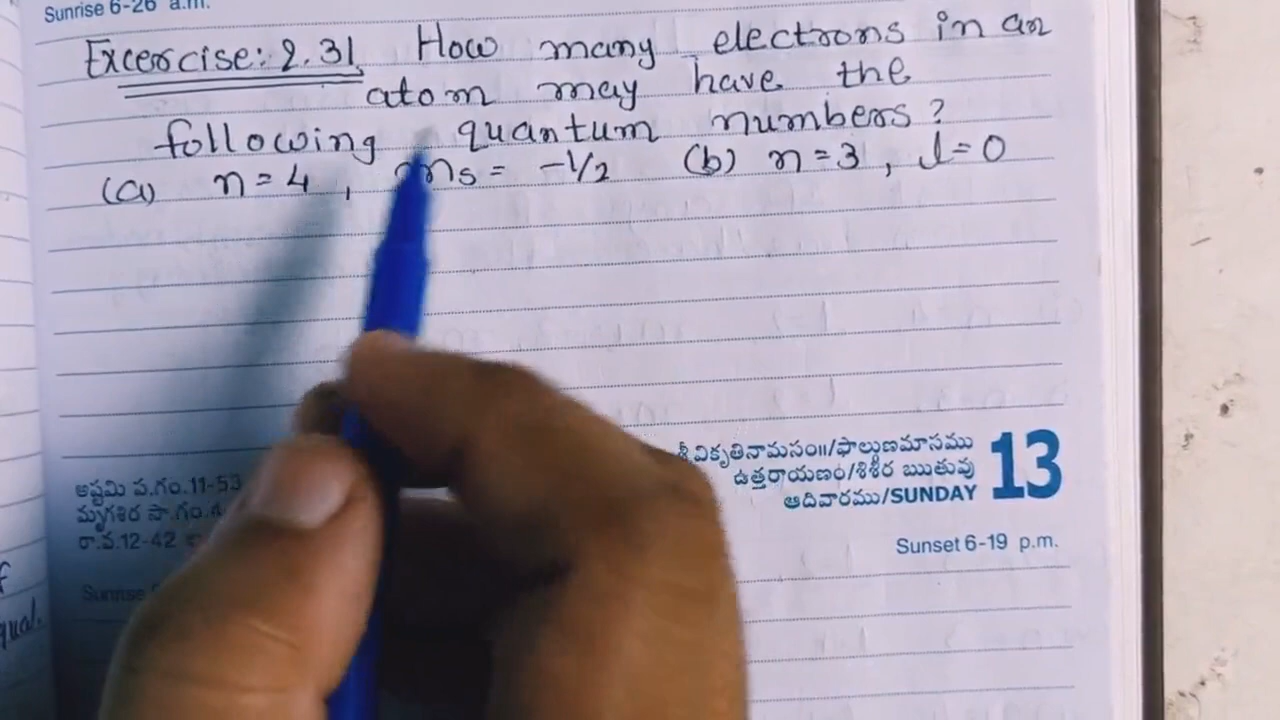 Sunrise 6-26 a.m.
Excercise: 2.31 How many electrons in an
atom may have the
following quantum numbers?
(a) n = 4, ms = -1/2 (b) n = 3, l = 0
శ్రీ వికృతినామసం॥/ఫాల్గుణమాసము
ఉత్తరాయణం/శిశిర ఋతువు
ఆదివారము/SUNDAY 13
అష్టమి ప.గం.11-53
మృగశిర సా.గం.
రా.వ.12-42
Sunset 6-19 p.m.
Sunrise
qual.